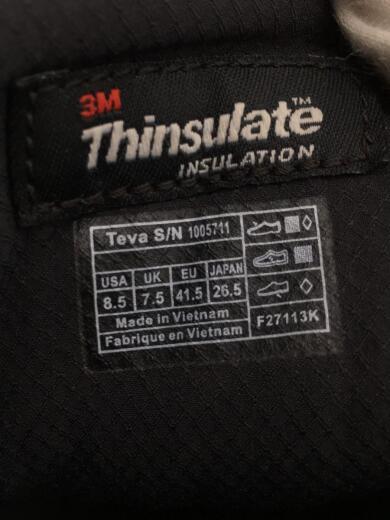 3M
Thinsulate™
INSULATION
Teva S/N 1005711
USA UK EU JAPAN
8.5 7.5 41.5 26.5
Made in Vietnam
Fabrique en Vietnam
F27113K